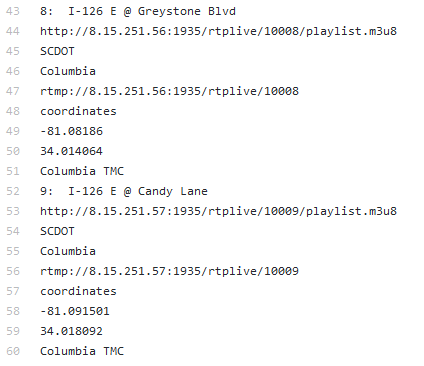 43 8:  I-126 E @ Greystone Blvd
44 http://8.15.251.56:1935/rtplive/10008/playlist.m3u8
45 SCDOT
46 Columbia
47 rtmp://8.15.251.56:1935/rtplive/10008
48 coordinates
49 -81.08186
50 34.014064
51 Columbia TMC
52 9:  I-126 E @ Candy Lane
53 http://8.15.251.57:1935/rtplive/10009/playlist.m3u8
54 SCDOT
55 Columbia
56 rtmp://8.15.251.57:1935/rtplive/10009
57 coordinates
58 -81.091501
59 34.018092
60 Columbia TMC